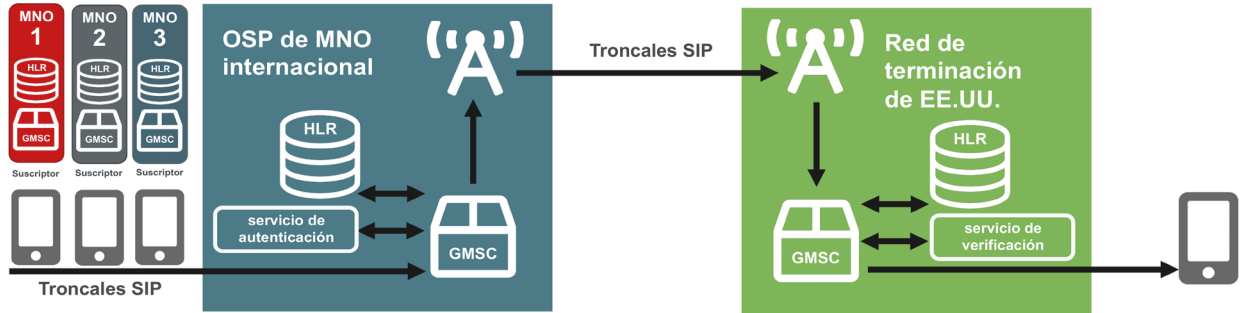 MNO
1
HLR
GMSC
Suscriptor
MNO
2
HLR
GMSC
Suscriptor
MNO
3
HLR
GMSC
Suscriptor
Troncales SIP
OSP de MNO
internacional
HLR
servicio de
autenticación
GMSC
Troncales SIP
Red de
terminación
de EE.UU.
HLR
servicio de
verificación
GMSC